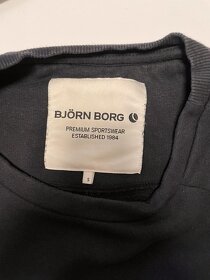 BJÖRN BORG
PREMIUM SPORTSWEAR
ESTABLISHED 1984
S